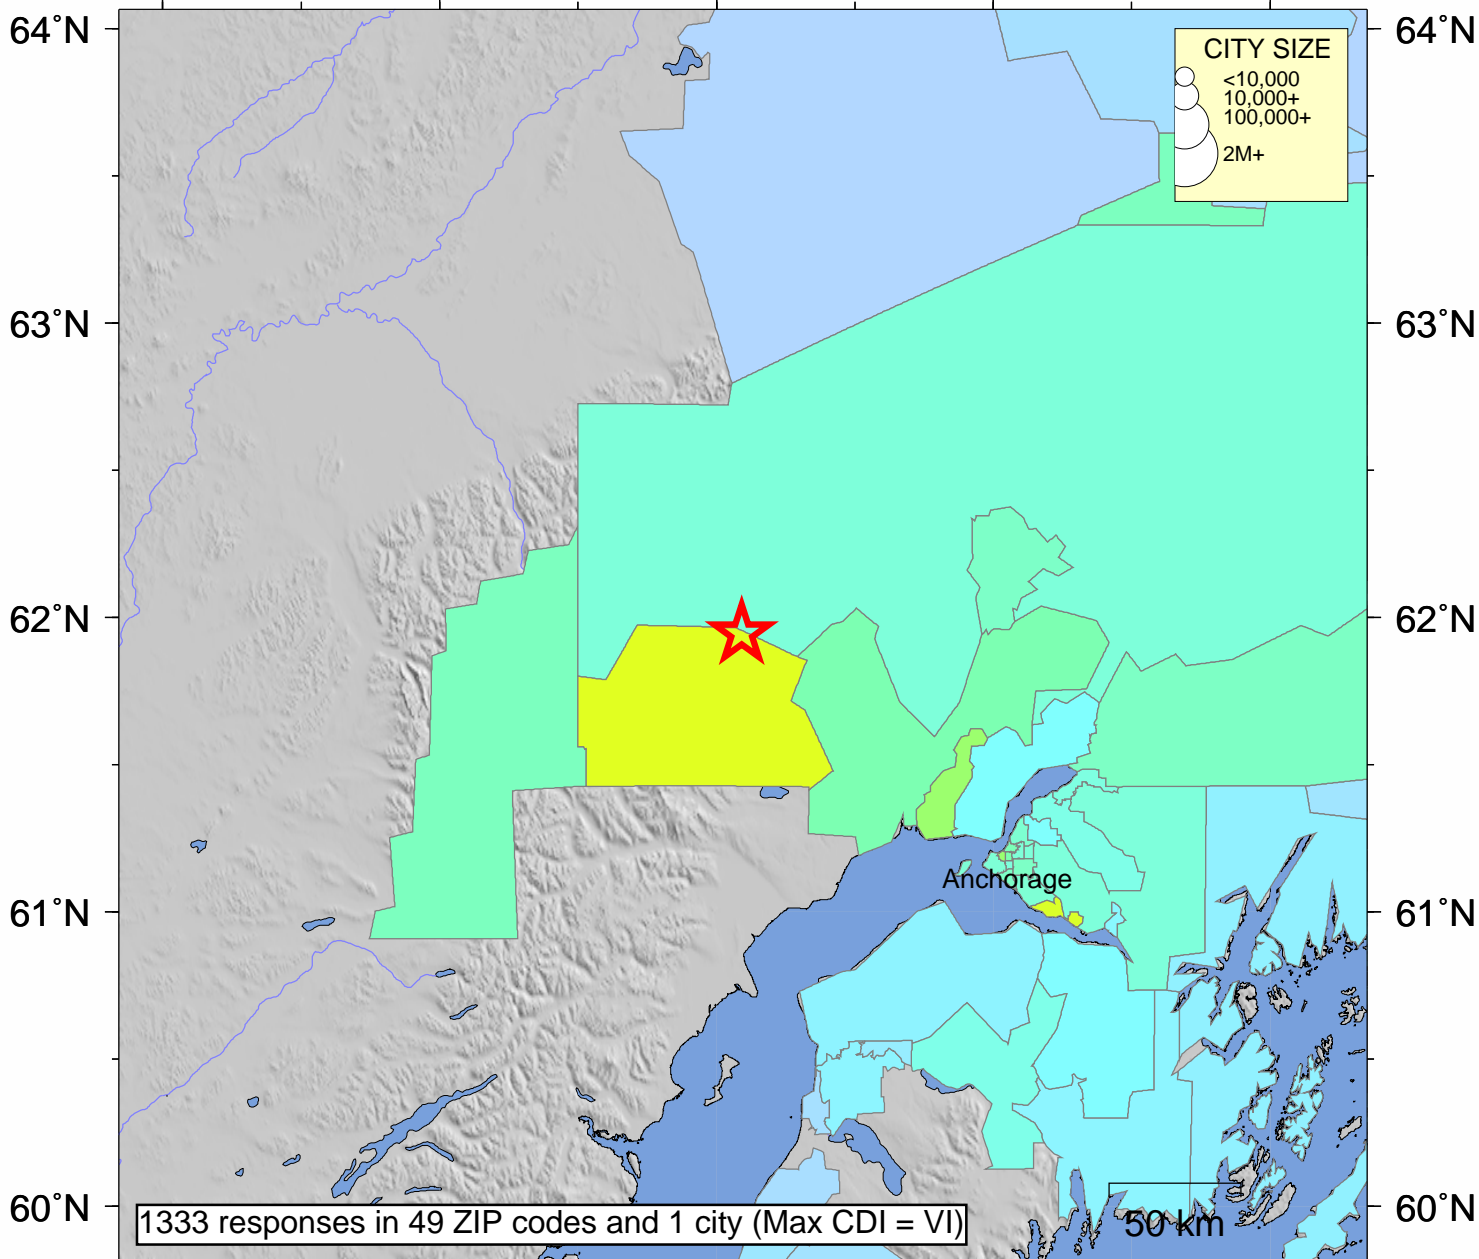 64°N
64°N
CITY SIZE
<10,000
10,000+
100,000+
2M+
63°N
63°N
62°N
62°N
Anchorage
61°N
61°N
60°N
60°N
1333 responses in 49 ZIP codes and 1 city (Max CDI = VI)
50 km